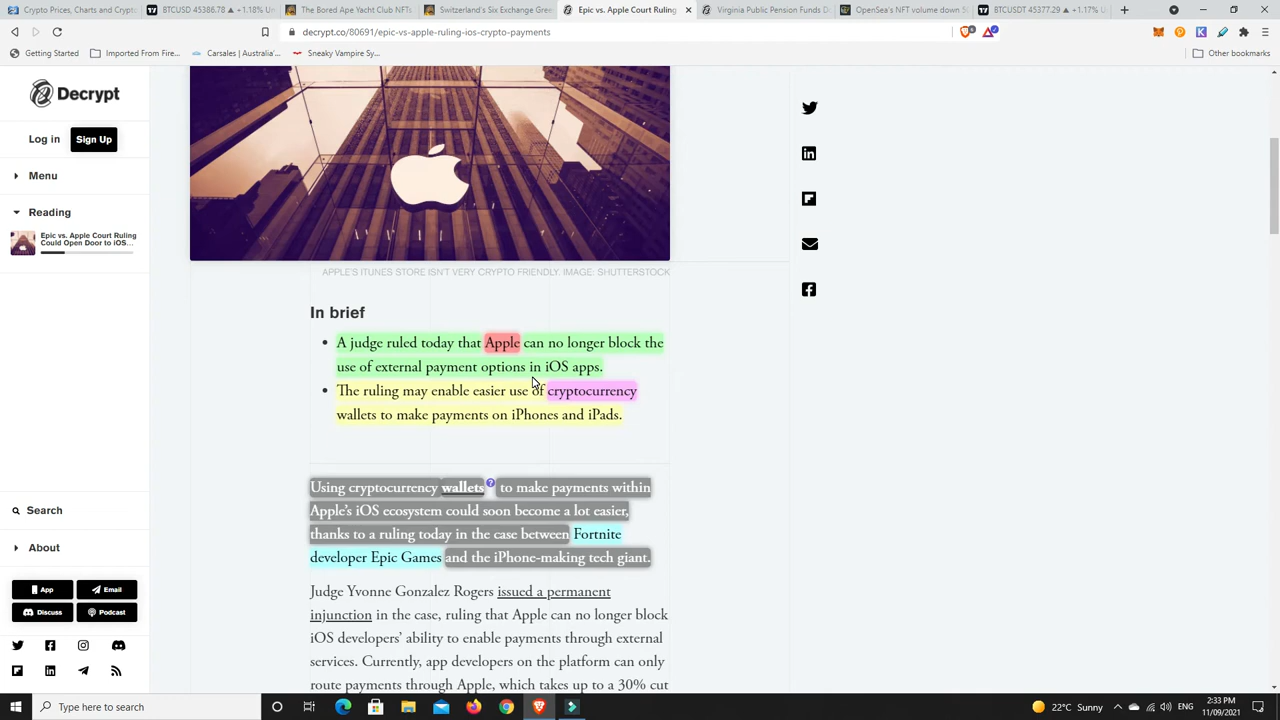 Crypto Prices, Charts and Crypto
BTCUSD 45386.78 ▲ +1.18% Un
The Bored Ape Yacht Club NFTs
Switzerland's Six Exchange Gree
Epic vs. Apple Court Ruling
Virginia Public Pension Funds D
OpenSea's NFT volume down 50
BTCUSDT 45377.29 ▲ +1.17% U
decrypt.co/80691/epic-vs-apple-ruling-ios-crypto-payments
Getting Started
Imported From Fire...
Carsales | Australia'...
Sneaky Vampire Sy...
Other bookmarks
Decrypt
Log in
Sign Up
Menu
Reading
Epic vs. Apple Court Ruling
Could Open Door to iOS...
Search
About
App
Email
Discuss
Podcast
APPLE'S ITUNES STORE ISN'T VERY CRYPTO FRIENDLY. IMAGE: SHUTTERSTOCK
In brief
A judge ruled today that Apple can no longer block the
use of external payment options in iOS apps.
The ruling may enable easier use of cryptocurrency
wallets to make payments on iPhones and iPads.
Using cryptocurrency wallets ? to make payments within
Apple's iOS ecosystem could soon become a lot easier,
thanks to a ruling today in the case between Fortnite
developer Epic Games and the iPhone-making tech giant.
Judge Yvonne Gonzalez Rogers issued a permanent
injunction in the case, ruling that Apple can no longer block
iOS developers' ability to enable payments through external
services. Currently, app developers on the platform can only
route payments through Apple, which takes up to a 30% cut
Type here to search
22°C Sunny
2:33 PM
11/09/2021